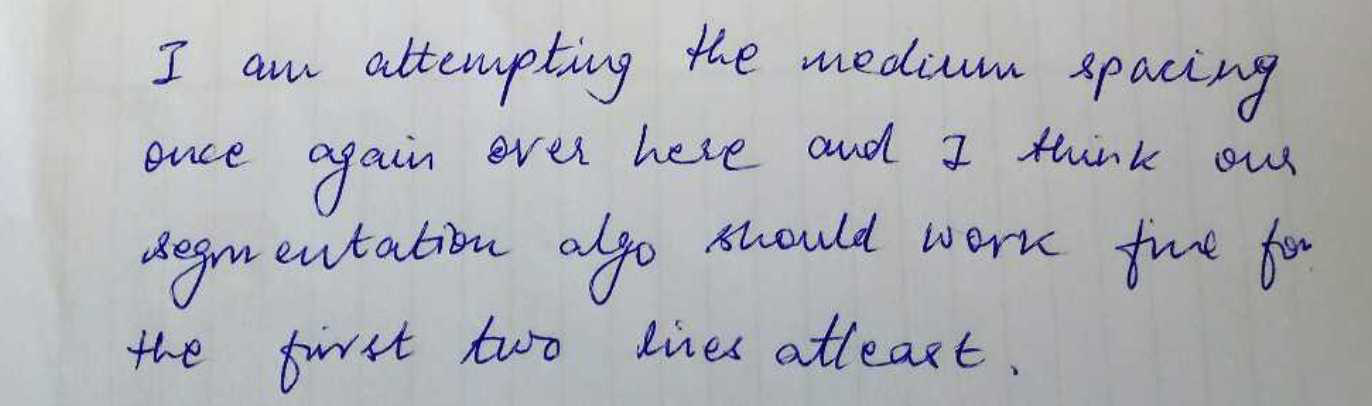 I am attempting the medium spacing
once again over here and I think our
segmentation algo should work fine for
the first two lines atleast.